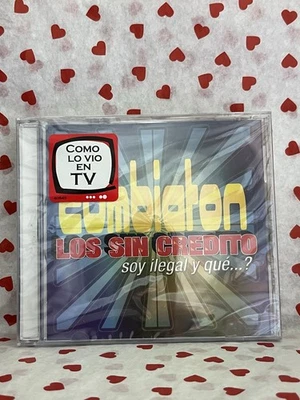 COMO
LO VIO
EN
TV
cumbiaton
LOS SIN CREDITO
soy ilegal y qué...?